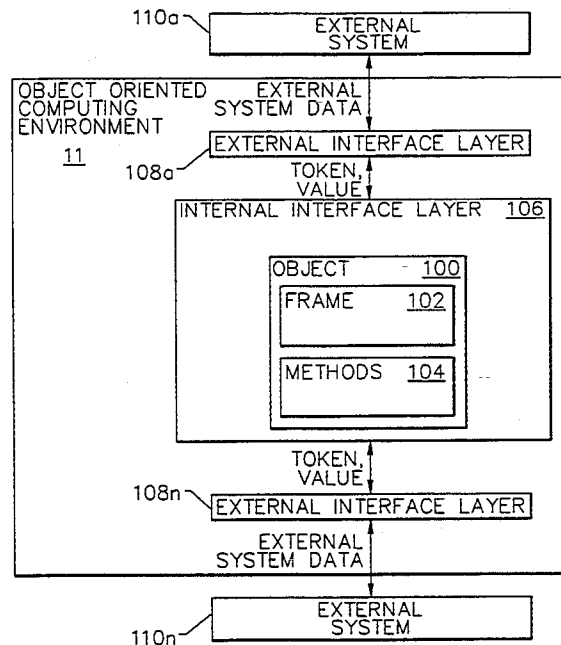 110a
EXTERNAL
SYSTEM
OBJECT ORIENTED
COMPUTING
ENVIRONMENT
11
EXTERNAL
SYSTEM DATA
EXTERNAL INTERFACE LAYER
108a
TOKEN,
VALUE
INTERNAL INTERFACE LAYER 106
OBJECT 100
FRAME 102
METHODS 104
TOKEN,
VALUE
108n
EXTERNAL INTERFACE LAYER
EXTERNAL
SYSTEM DATA
EXTERNAL
SYSTEM
110n